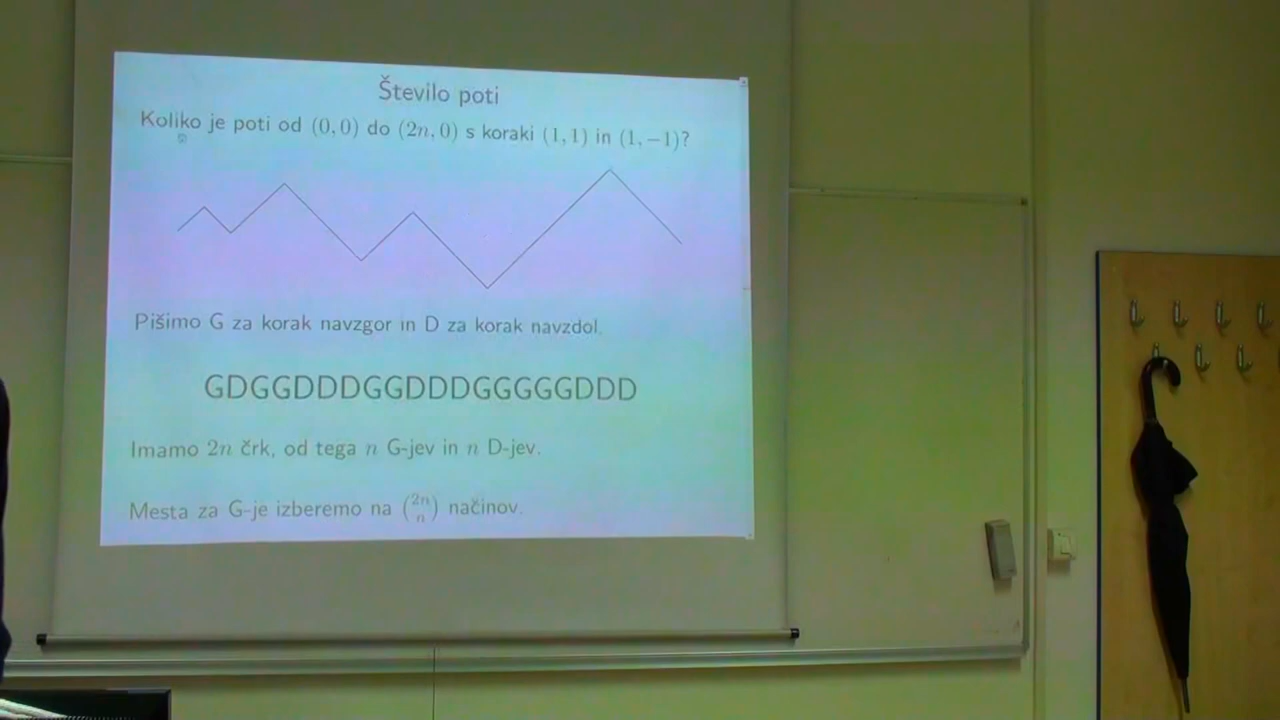 Število poti
Koliko je poti od (0, 0) do (2n, 0) s koraki (1, 1) in (1, −1)?
Pišimo G za korak navzgor in D za korak navzdol.
GDGGDDDGGDDDGGGGGDDD
Imamo 2n črk, od tega n G-jev in n D-jev.
Mesta za G-je izberemo na (2n n) načinov.